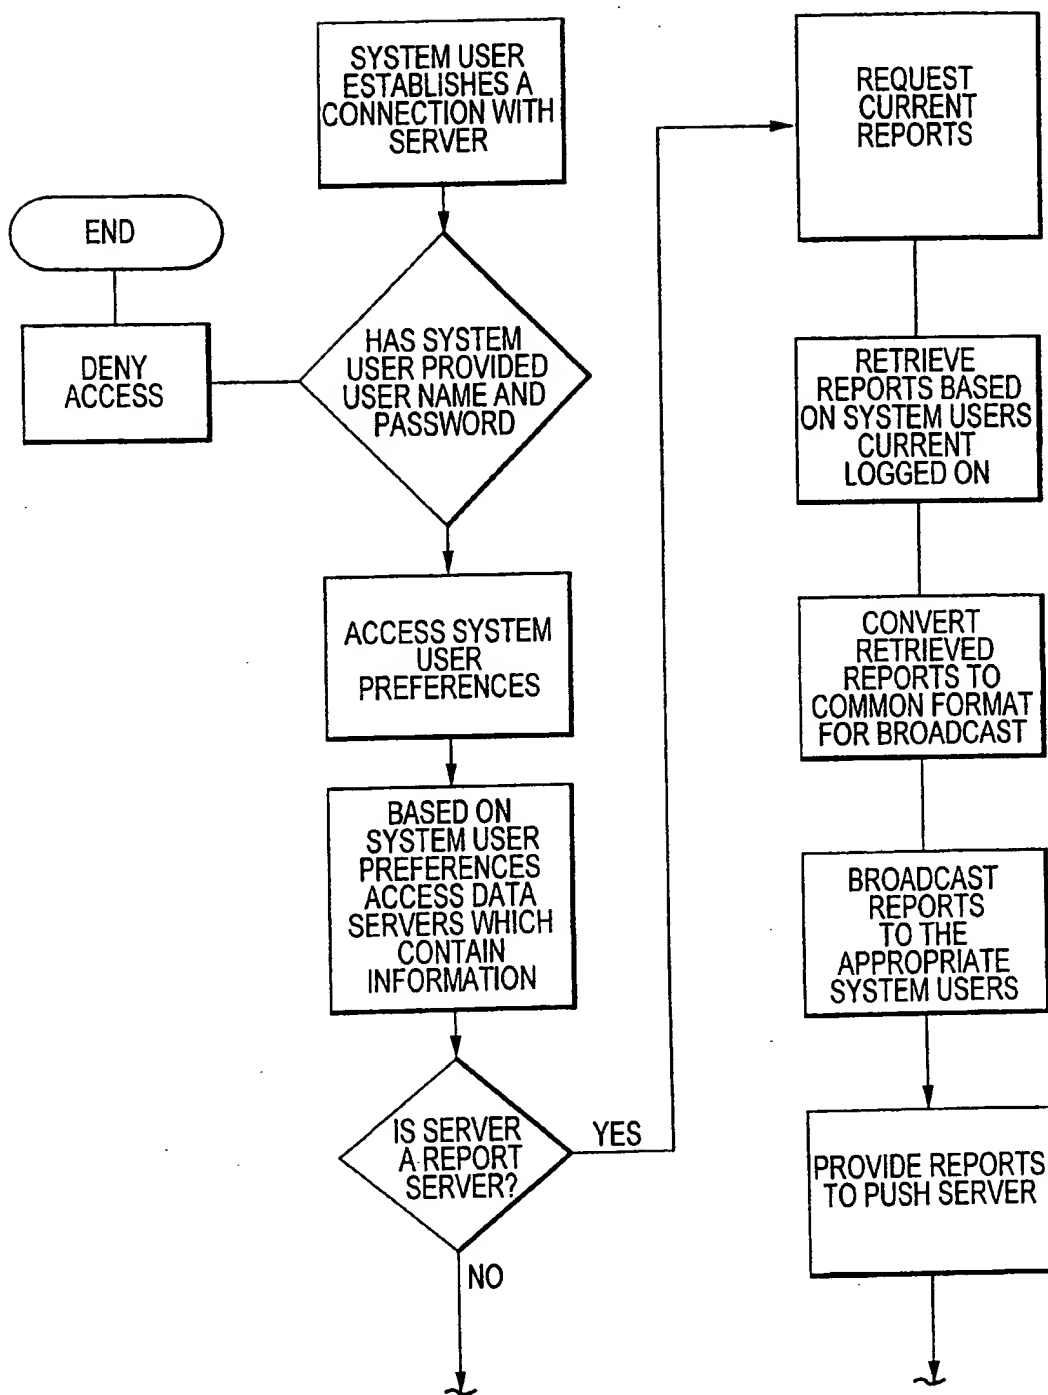 SYSTEM USER
ESTABLISHES A
CONNECTION WITH
SERVER
END
DENY
ACCESS
HAS SYSTEM
USER PROVIDED
USER NAME AND
PASSWORD
ACCESS SYSTEM
USER
PREFERENCES
BASED ON
SYSTEM USER
PREFERENCES
ACCESS DATA
SERVERS WHICH
CONTAIN
INFORMATION
IS SERVER
A REPORT
SERVER?
YES
NO
REQUEST
CURRENT
REPORTS
RETRIEVE
REPORTS BASED
ON SYSTEM USERS
CURRENT
LOGGED ON
CONVERT
RETRIEVED
REPORTS TO
COMMON FORMAT
FOR BROADCAST
BROADCAST
REPORTS
TO THE
APPROPRIATE
SYSTEM USERS
PROVIDE REPORTS
TO PUSH SERVER